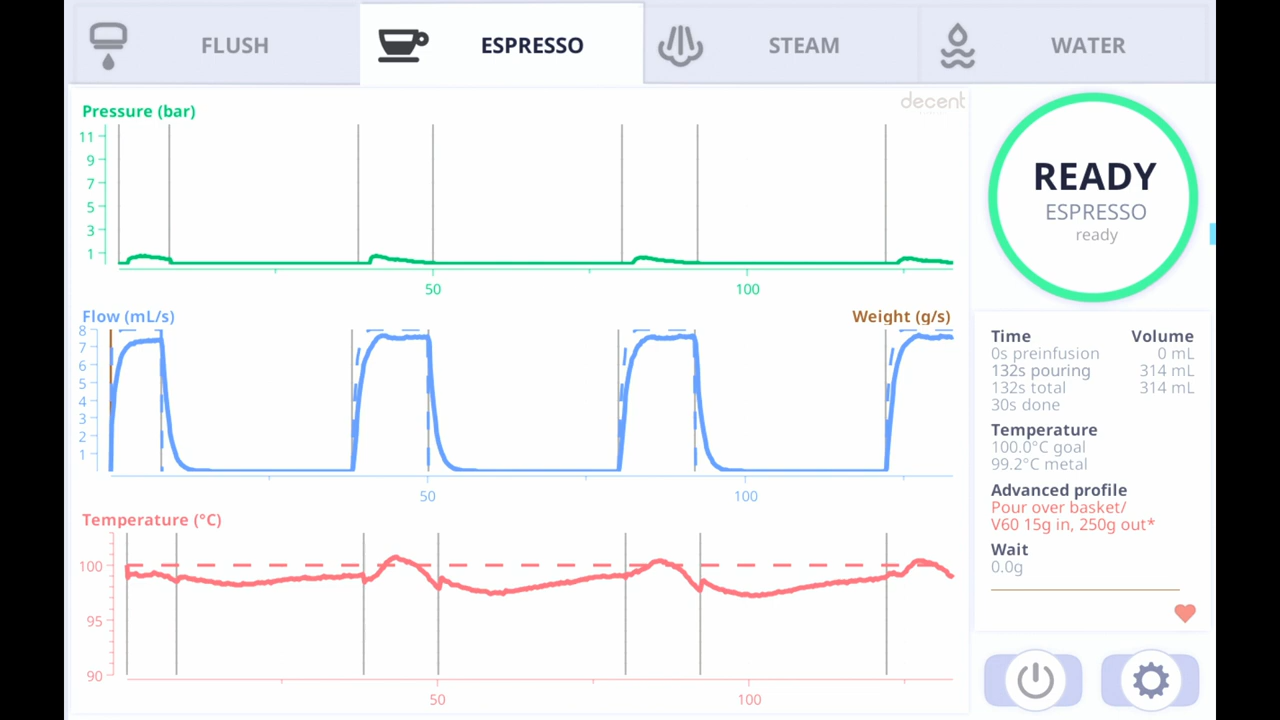 FLUSH
ESPRESSO
STEAM
WATER
Pressure (bar)
decent
11
9
7
5
3
1
50
100
Flow (mL/s)
Weight (g/s)
8
7
6
5
4
3
2
1
50
100
Temperature (°C)
100
95
90
50
100
READY
ESPRESSO
ready
Time Volume
0s preinfusion 0 mL
132s pouring 314 mL
132s total 314 mL
30s done
Temperature
100.0°C goal
99.2°C metal
Advanced profile
Pour over basket/
V60 15g in, 250g out*
Wait
0.0g